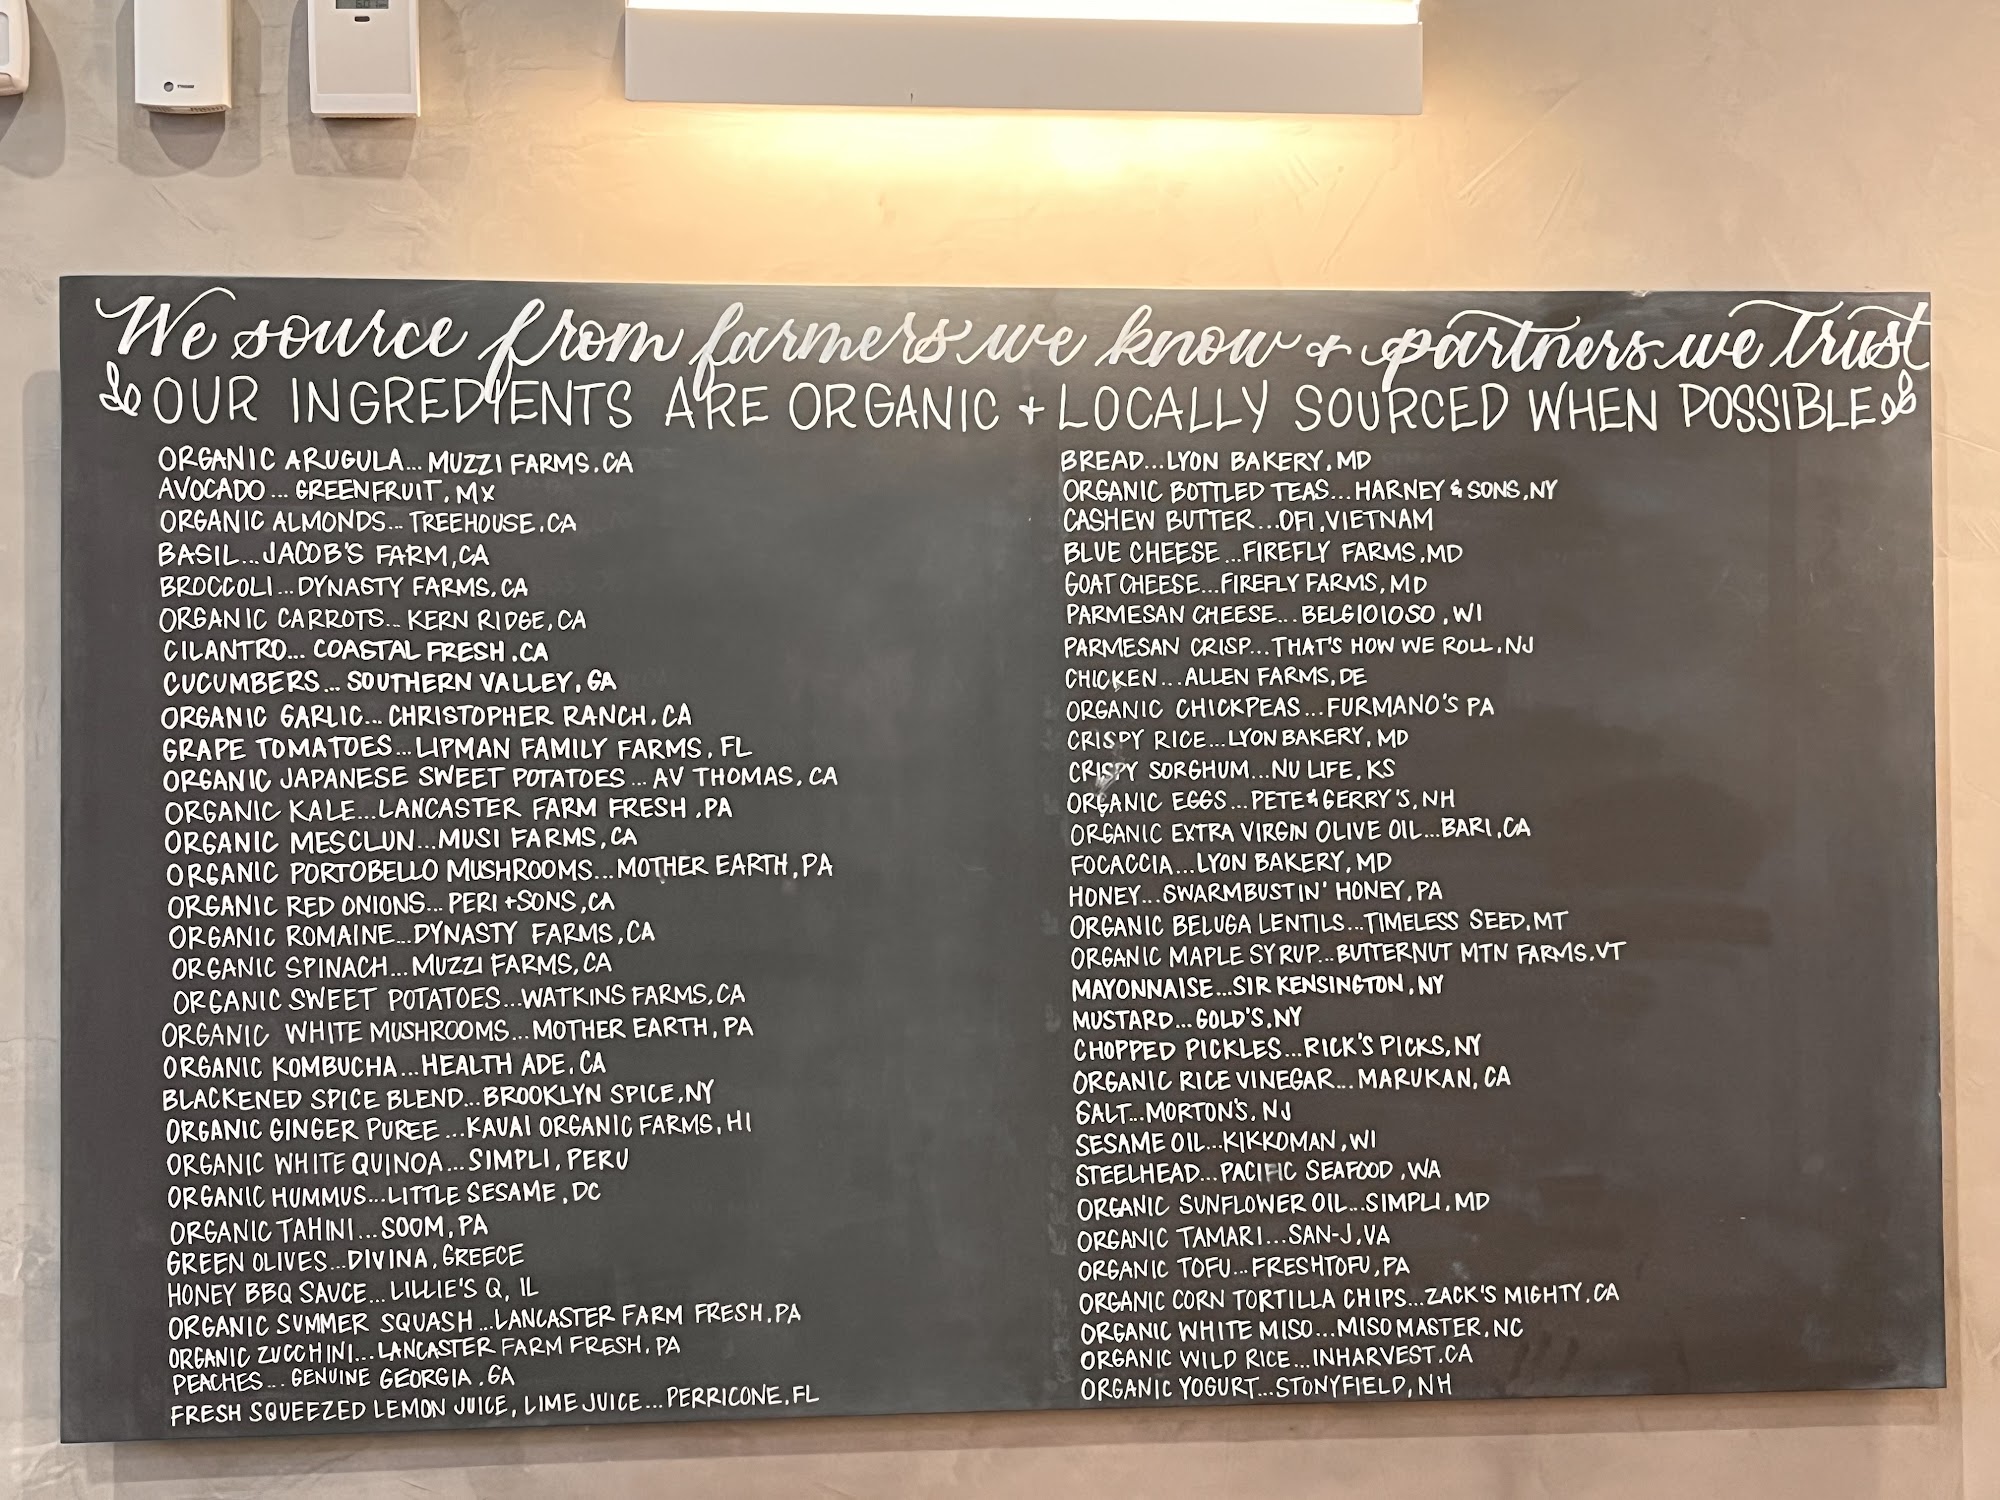 We source from farmers we know + partners we trust
OUR INGREDIENTS ARE ORGANIC + LOCALLY SOURCED WHEN POSSIBLE
ORGANIC ARUGULA...MUZZI FARMS, CA
AVOCADO...GREENFRUIT, MX
ORGANIC ALMONDS...TREEHOUSE, CA
BASIL...JACOB'S FARM, CA
BROCCOLI...DYNASTY FARMS, CA
ORGANIC CARROTS...KERN RIDGE, CA
CILANTRO...COASTAL FRESH, CA
CUCUMBERS...SOUTHERN VALLEY, GA
ORGANIC GARLIC...CHRISTOPHER RANCH, CA
GRAPE TOMATOES...LIPMAN FAMILY FARMS, FL
ORGANIC JAPANESE SWEET POTATOES...AV THOMAS, CA
ORGANIC KALE...LANCASTER FARM FRESH, PA
ORGANIC MESCLUN...MUSI FARMS, CA
ORGANIC PORTOBELLO MUSHROOMS...MOTHER EARTH, PA
ORGANIC RED ONIONS...PERI + SONS, CA
ORGANIC ROMAINE...DYNASTY FARMS, CA
ORGANIC SPINACH...MUZZI FARMS, CA
ORGANIC SWEET POTATOES...WATKINS FARMS, CA
ORGANIC WHITE MUSHROOMS...MOTHER EARTH, PA
ORGANIC KOMBUCHA...HEALTH ADE, CA
BLACKENED SPICE BLEND...BROOKLYN SPICE, NY
ORGANIC GINGER PUREE...KAUAI ORGANIC FARMS, HI
ORGANIC WHITE QUINOA...SIMPLI, PERU
ORGANIC HUMMUS...LITTLE SESAME, DC
ORGANIC TAHINI...SOOM, PA
GREEN OLIVES...DIVINA, GREECE
HONEY BBQ SAUCE...LILLIE'S Q, IL
ORGANIC SUMMER SQUASH...LANCASTER FARM FRESH, PA
ORGANIC ZUCCHINI...LANCASTER FARM FRESH, PA
PEACHES...GENUINE GEORGIA, GA
FRESH SQUEEZED LEMON JUICE, LIME JUICE...PERRICONE, FL
BREAD...LYON BAKERY, MD
ORGANIC BOTTLED TEAS...HARNEY & SONS, NY
CASHEW BUTTER...OFI, VIETNAM
BLUE CHEESE...FIREFLY FARMS, MD
GOAT CHEESE...FIREFLY FARMS, MD
PARMESAN CHEESE...BELGIOIOSO, WI
PARMESAN CRISP...THAT'S HOW WE ROLL, NJ
CHICKEN...ALLEN FARMS, DE
ORGANIC CHICKPEAS...FURMANO'S PA
CRISPY RICE...LYON BAKERY, MD
CRISPY SORGHUM...NU LIFE, KS
ORGANIC EGGS...PETE & GERRY'S, NH
ORGANIC EXTRA VIRGIN OLIVE OIL...BARI, CA
FOCACCIA...LYON BAKERY, MD
HONEY...SWARMBUSTIN' HONEY, PA
ORGANIC BELUGA LENTILS...TIMELESS SEED, MT
ORGANIC MAPLE SYRUP...BUTTERNUT MTN FARMS, VT
MAYONNAISE...SIR KENSINGTON, NY
MUSTARD...GOLD'S, NY
CHOPPED PICKLES...RICK'S PICKS, NY
ORGANIC RICE VINEGAR...MARUKAN, CA
SALT...MORTON'S, NJ
SESAME OIL...KIKKOMAN, WI
STEELHEAD...PACIFIC SEAFOOD, WA
ORGANIC SUNFLOWER OIL...SIMPLI, MD
ORGANIC TAMARI...SAN-J, VA
ORGANIC TOFU...FRESHTOFU, PA
ORGANIC CORN TORTILLA CHIPS...ZACK'S MIGHTY, CA
ORGANIC WHITE MISO...MISO MASTER, NC
ORGANIC WILD RICE...INHARVEST, CA
ORGANIC YOGURT...STONYFIELD, NH